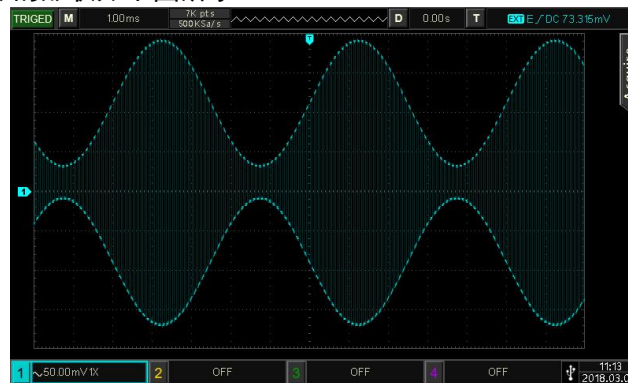 TRIGED M 1.00ms 7K pts D 0.00s T EXT E DC 73.315mV
500KSa/s
T
Acquire
1
1 50.00mV 1X 2 OFF 3 OFF 4 OFF 11:13
2018.03.0